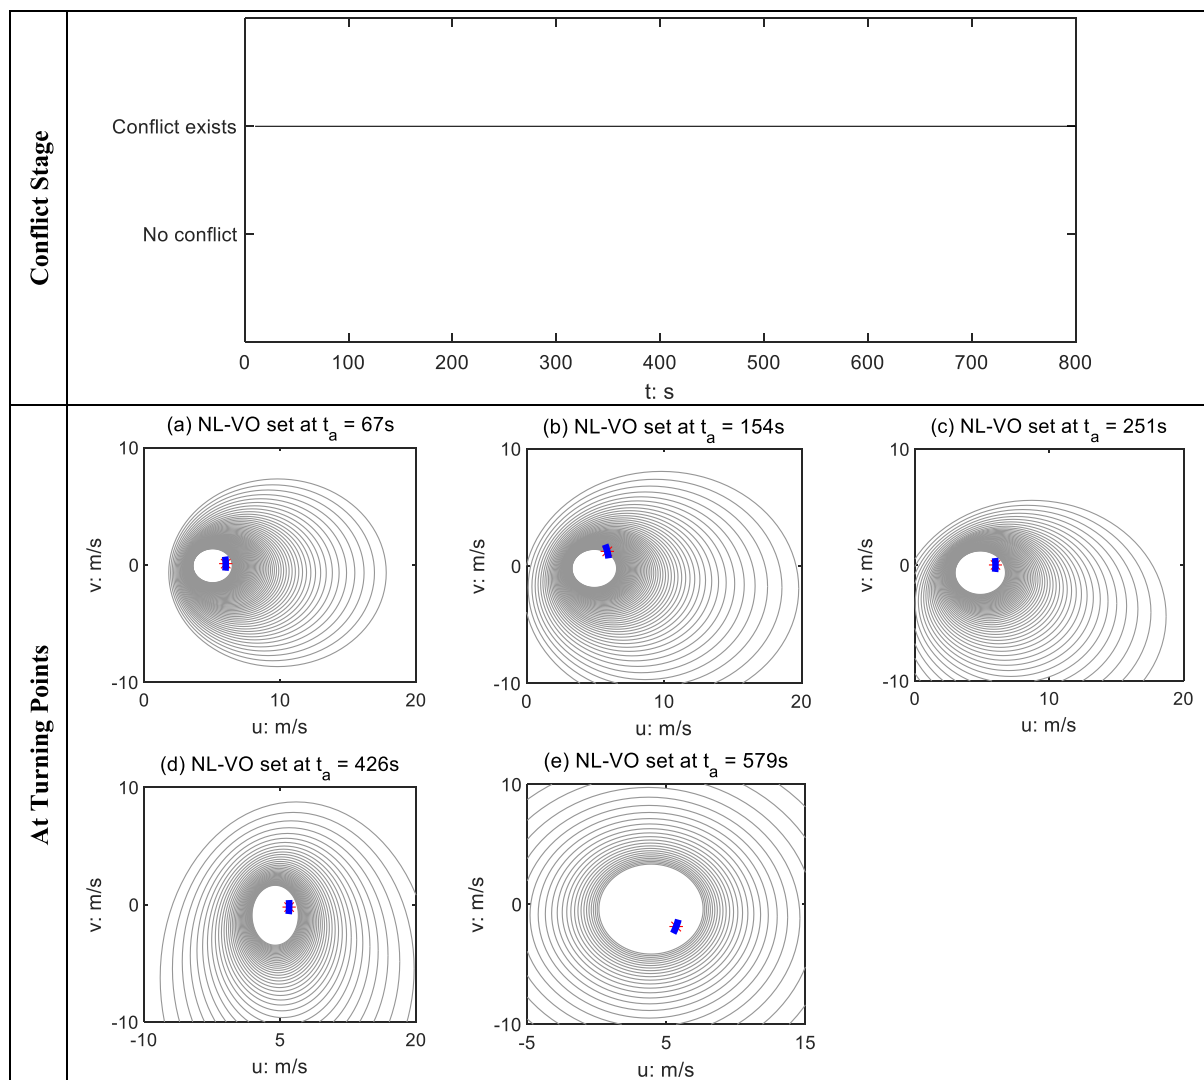 Conflict Stage
Conflict exists
No conflict
0 100 200 300 400 500 600 700 800
t: s
At Turning Points
(a) NL-VO set at t_a = 67s
10
0
-10
v: m/s
0 10 20
u: m/s
(b) NL-VO set at t_a = 154s
10
0
-10
v: m/s
0 10 20
u: m/s
(c) NL-VO set at t_a = 251s
10
0
-10
v: m/s
0 10 20
u: m/s
(d) NL-VO set at t_a = 426s
10
0
-10
v: m/s
-10 5 20
u: m/s
(e) NL-VO set at t_a = 579s
10
0
-10
v: m/s
-5 5 15
u: m/s